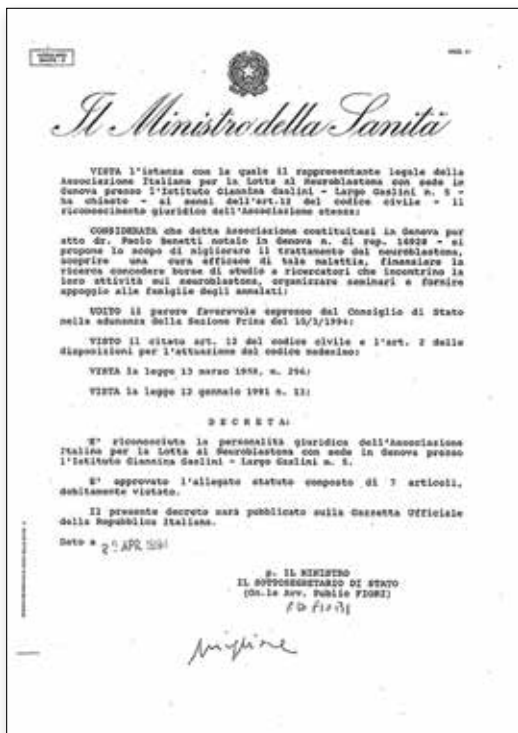 Il Ministro della Sanità
VISTA l'istanza con la quale il rappresentante legale della
Associazione Italiana per la Lotta al Neuroblastoma con sede in
Genova presso l'Istituto Giannina Gaslini - Largo Gaslini n. 5 -
ha chiesto - ai sensi dell'art.12 del codice civile - il
riconoscimento giuridico dell'Associazione stessa;
CONSIDERATA che detta Associazione costituitasi in Genova per
atto dr. Paolo Benetti notaio in Genova n. di rep. 16028 - si
propone lo scopo di migliorare il trattamento del neuroblastoma,
scoprire una cura efficace di tale malattia, finanziare la
ricerca concedere borse di studio a ricercatori che incontrino la
loro attività sul neuroblastoma, organizzare seminari e fornire
appoggio alle famiglie degli ammalati;
UDITO il parere favorevole espresso del Consiglio di Stato
nella adunanza della Sezione Prima del 10/3/1994;
VISTO il citato art. 12 del codice civile e l'art. 2 delle
disposizioni per l'attuazione del codice medesimo;
VISTA la legge 13 marzo 1958, n. 296;
VISTA la legge 12 gennaio 1991 n. 13;
D E C R E T A:
E' riconosciuta la personalità giuridica dell'Associazione
Italina per la Lotta al Neuroblastoma con sede in Genova presso
l'Istituto Giannina Gaslini - Largo Gaslini n. 5.
E' approvato l'allegato statuto composto di 7 articoli,
debitamente vistato.
Il presente decreto sarà pubblicato sulla Gazzetta Ufficiale
della Repubblica Italiana.
Dato a 2 APR. 1994
p. IL MINISTRO
IL SOTTOSEGRETARIO DI STATO
(On.le Avv. Publio FIORI)